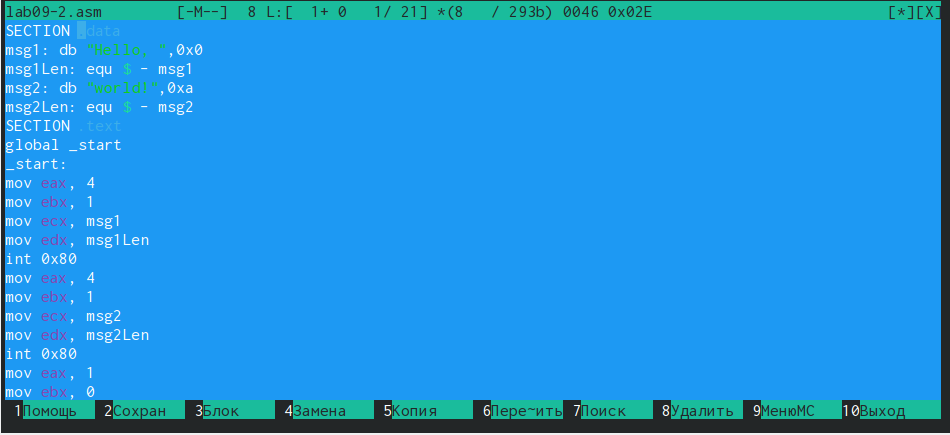 lab09-2.asm [-M--] 8 L:[ 1+ 0 1/ 21] *(8 / 293b) 0046 0x02E [*][X]
SECTION .data
msg1: db "Hello, ",0x0
msg1Len: equ $ - msg1
msg2: db "world!",0xa
msg2Len: equ $ - msg2
SECTION .text
global _start
_start:
mov eax, 4
mov ebx, 1
mov ecx, msg1
mov edx, msg1Len
int 0x80
mov eax, 4
mov ebx, 1
mov ecx, msg2
mov edx, msg2Len
int 0x80
mov eax, 1
mov ebx, 0
1Помощь 2Сохран 3Блок 4Замена 5Копия 6Пере~ить 7Поиск 8Удалить 9МенюMC 10Выход